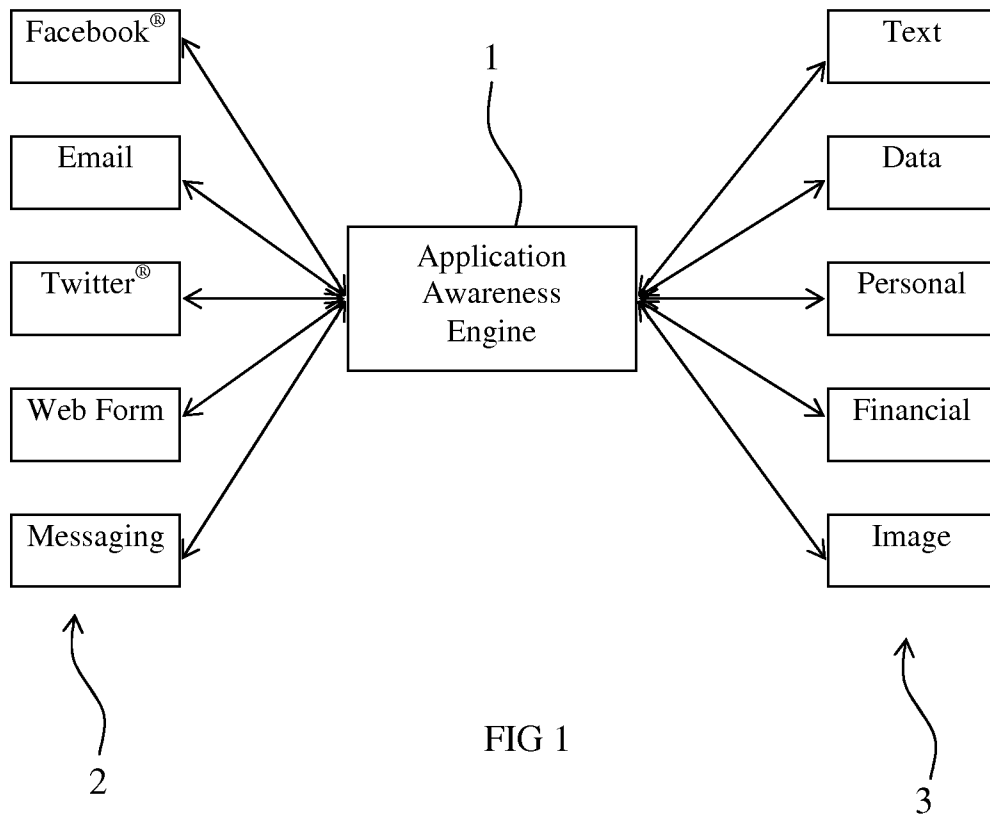 Facebook®
Email
Twitter®
Web Form
Messaging
2
1
Application
Awareness
Engine
Text
Data
Personal
Financial
Image
3
FIG 1